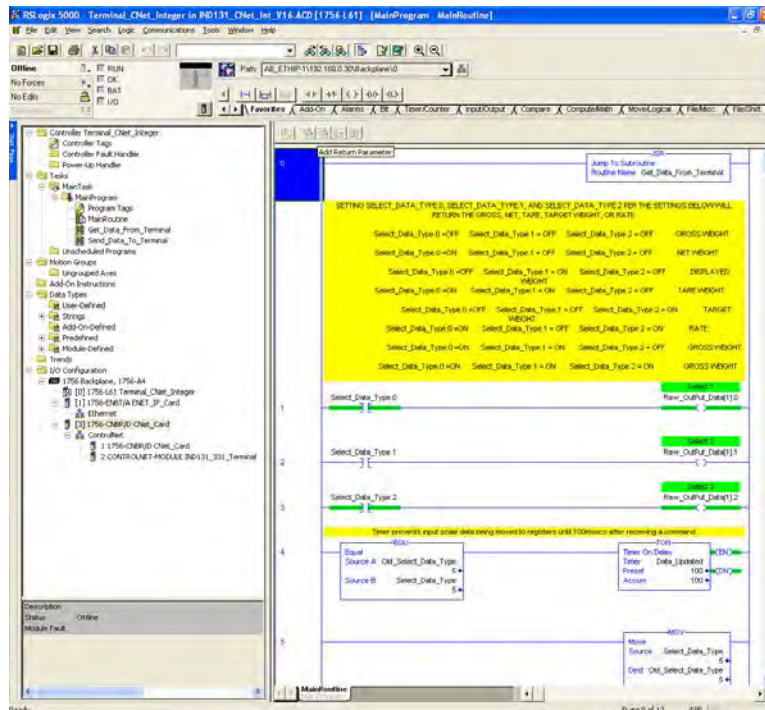 RSLogix 5000 - Terminal_CNet_Integer in IND131_CNet_Int_V16.ACD [1756-L61] - [MainProgram - MainRoutine]
File Edit View Search Logic Communications Tools Window Help
Offline
RUN
No Forces
OK
No Edits
BAT
I/O
Path: AB_ETHIP-1\192.168.0.30\Backplane\0
Favorites Add-On Alarms Bit Timer/Counter Input/Output Compare Compute/Math Move/Logical File/Misc. File/Shift
Controller Terminal_CNet_Integer
Controller Tags
Controller Fault Handler
Power-Up Handler
Tasks
MainTask
MainProgram
Program Tags
MainRoutine
Get_Data_From_Terminal
Send_Data_To_Terminal
Unscheduled Programs
Motion Groups
Ungrouped Axes
Add-On Instructions
Data Types
User-Defined
Strings
Add-On-Defined
Predefined
Module-Defined
Trends
I/O Configuration
1756 Backplane, 1756-A4
[0] 1756-L61 Terminal_CNet_Integer
[1] 1756-ENBT/A ENET_IP_Card
Ethernet
[3] 1756-CNBR/D CNet_Card
ControlNet
1 1756-CNBR/D CNet_Card
2 CONTROLNET-MODULE IND131_331_Terminal
Description
Status Offline
Module Fault
Add Return Parameter
0
JSR
Jump To Subroutine
Routine Name Get_Data_From_Terminal
SETTING SELECT_DATA_TYPE.0, SELECT_DATA_TYPE.1, AND SELECT_DATA_TYPE.2 PER THE SETTINGS BELOW WILL
RETURN THE GROSS, NET, TARE, TARGET WEIGHT, OR RATE
Select_Data_Type.0 =OFF Select_Data_Type.1 = OFF Select_Data_Type.2 = OFF GROSS WEIGHT
Select_Data_Type.0 =ON Select_Data_Type.1 = OFF Select_Data_Type.2 = OFF NET WEIGHT
Select_Data_Type.0 =OFF Select_Data_Type.1 = ON Select_Data_Type.2 = OFF DISPLAYED
WEIGHT
Select_Data_Type.0 =ON Select_Data_Type.1 = ON Select_Data_Type.2 = OFF TARE WEIGHT
Select_Data_Type.0 =OFF Select_Data_Type.1 = OFF Select_Data_Type.2 = ON TARGET
WEIGHT
Select_Data_Type.0 =ON Select_Data_Type.1 = OFF Select_Data_Type.2 = ON RATE
Select_Data_Type.0 =ON Select_Data_Type.1 = ON Select_Data_Type.2 = OFF GROSS WEIGHT
Select_Data_Type.0 =ON Select_Data_Type.1 = ON Select_Data_Type.2 = ON GROSS WEIGHT
Select 1
Select_Data_Type.0
Raw_OutPut_Data[1].0
1
Select 2
Select_Data_Type.1
Raw_OutPut_Data[1].1
2
Select 3
Select_Data_Type.2
Raw_OutPut_Data[1].2
3
Timer prevents input scale data being moved to registers until 100msecs after receiving a command
4
EQU
Equal
Source A Old_Select_Data_Type
5
Source B Select_Data_Type
5
TON
Timer On Delay
EN
Timer Data_Updated
Preset 100
DN
Accum 100
5
MOV
Move
Source Select_Data_Type
5
Dest Old_Select_Data_Type
5
MainRoutine